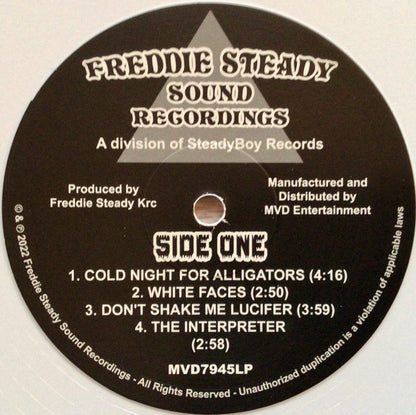 FREDDIE STEADY
SOUND
RECORDINGS
A division of SteadyBoy Records
Produced by
Freddie Steady Krc
Manufactured and
Distributed by
MVD Entertainment
SIDE ONE
1. COLD NIGHT FOR ALLIGATORS (4:16)
2. WHITE FACES (2:50)
3. DON'T SHAKE ME LUCIFER (3:59)
4. THE INTERPRETER
(2:58)
MVD7945LP
© & ℗ 2022 Freddie Steady Sound Recordings - All Rights Reserved - Unauthorized duplication is a violation of applicable laws